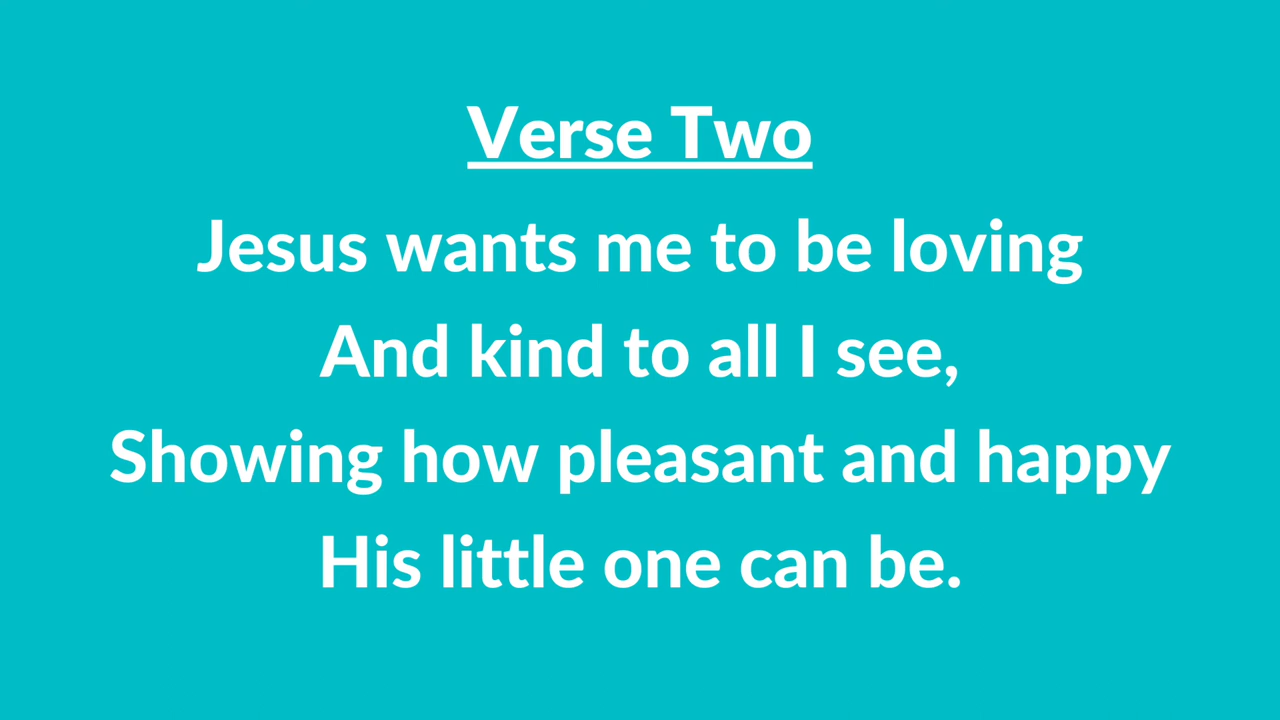 Verse Two
Jesus wants me to be loving
And kind to all I see,
Showing how pleasant and happy
His little one can be.